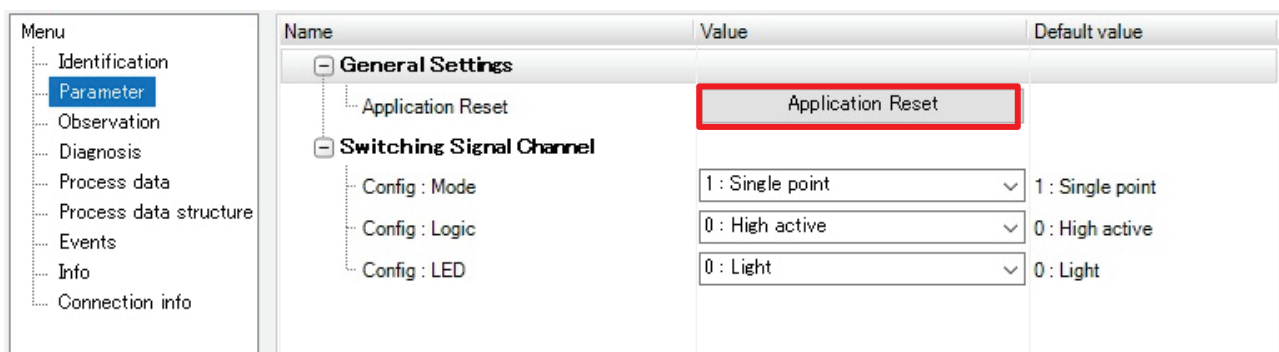 Menu
Identification
Parameter
Observation
Diagnosis
Process data
Process data structure
Events
Info
Connection info
Name Value Default value
General Settings
Application Reset Application Reset
Switching Signal Channel
Config : Mode 1 : Single point 1 : Single point
Config : Logic 0 : High active 0 : High active
Config : LED 0 : Light 0 : Light